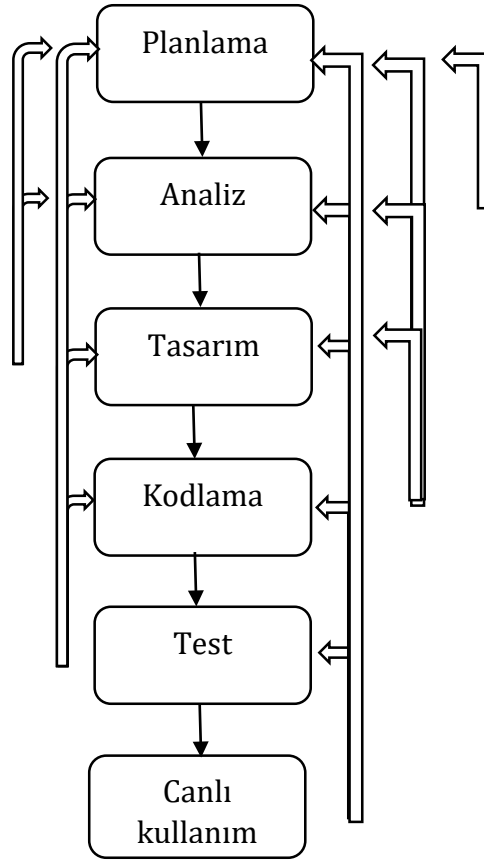 Planlama
Analiz
Tasarım
Kodlama
Test
Canlı
kullanım